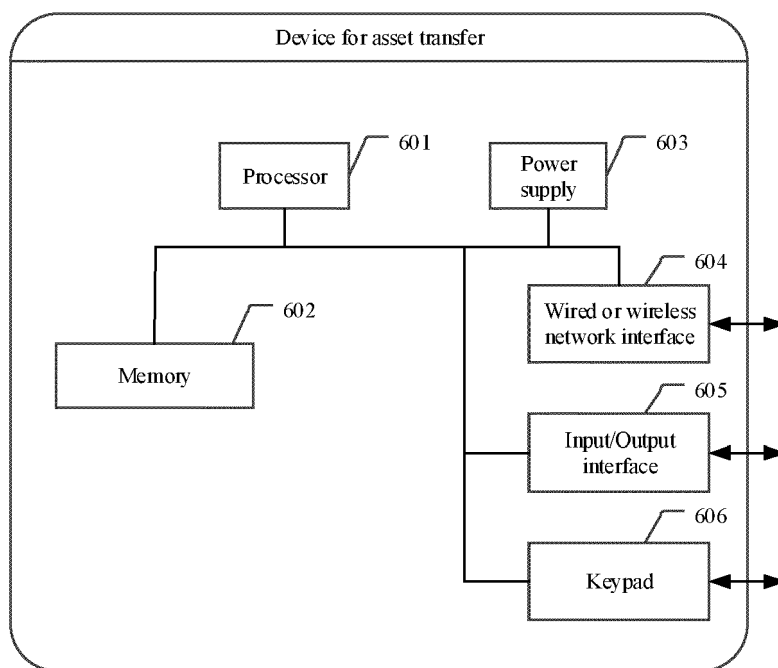 Device for asset transfer
601
Processor
603
Power
supply
604
Wired or wireless
network interface
602
Memory
605
Input/Output
interface
606
Keypad